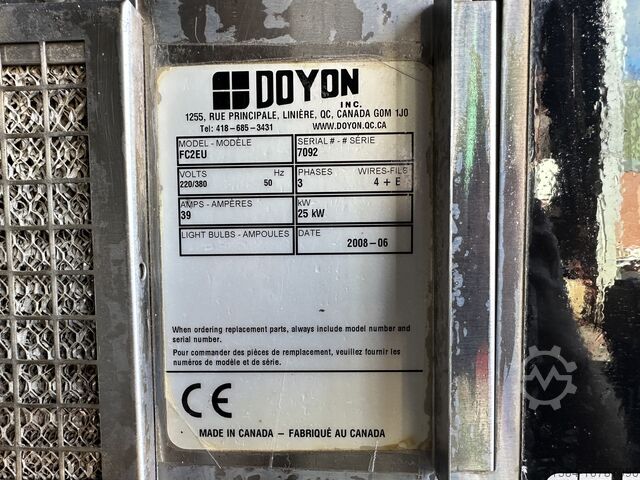 DOYON
INC.
1255, RUE PRINCIPALE, LINIÈRE, QC, CANADA G0M 1J0
Tel: 418-685-3431 WWW.DOYON.QC.CA
MODEL - MODÈLE SERIAL # - # SÉRIE
FC2EU 7092
VOLTS Hz PHASES WIRES-FILS
220/380 50 3 4 + E
AMPS - AMPÈRES kW
39 25 kW
LIGHT BULBS - AMPOULES DATE
2008-06
When ordering replacement parts, always include model number and
serial number.
Pour commander des pièces de remplacement, veuillez fournir les
numéros de modèle et de série.
CE
MADE IN CANADA - FABRIQUÉ AU CANADA